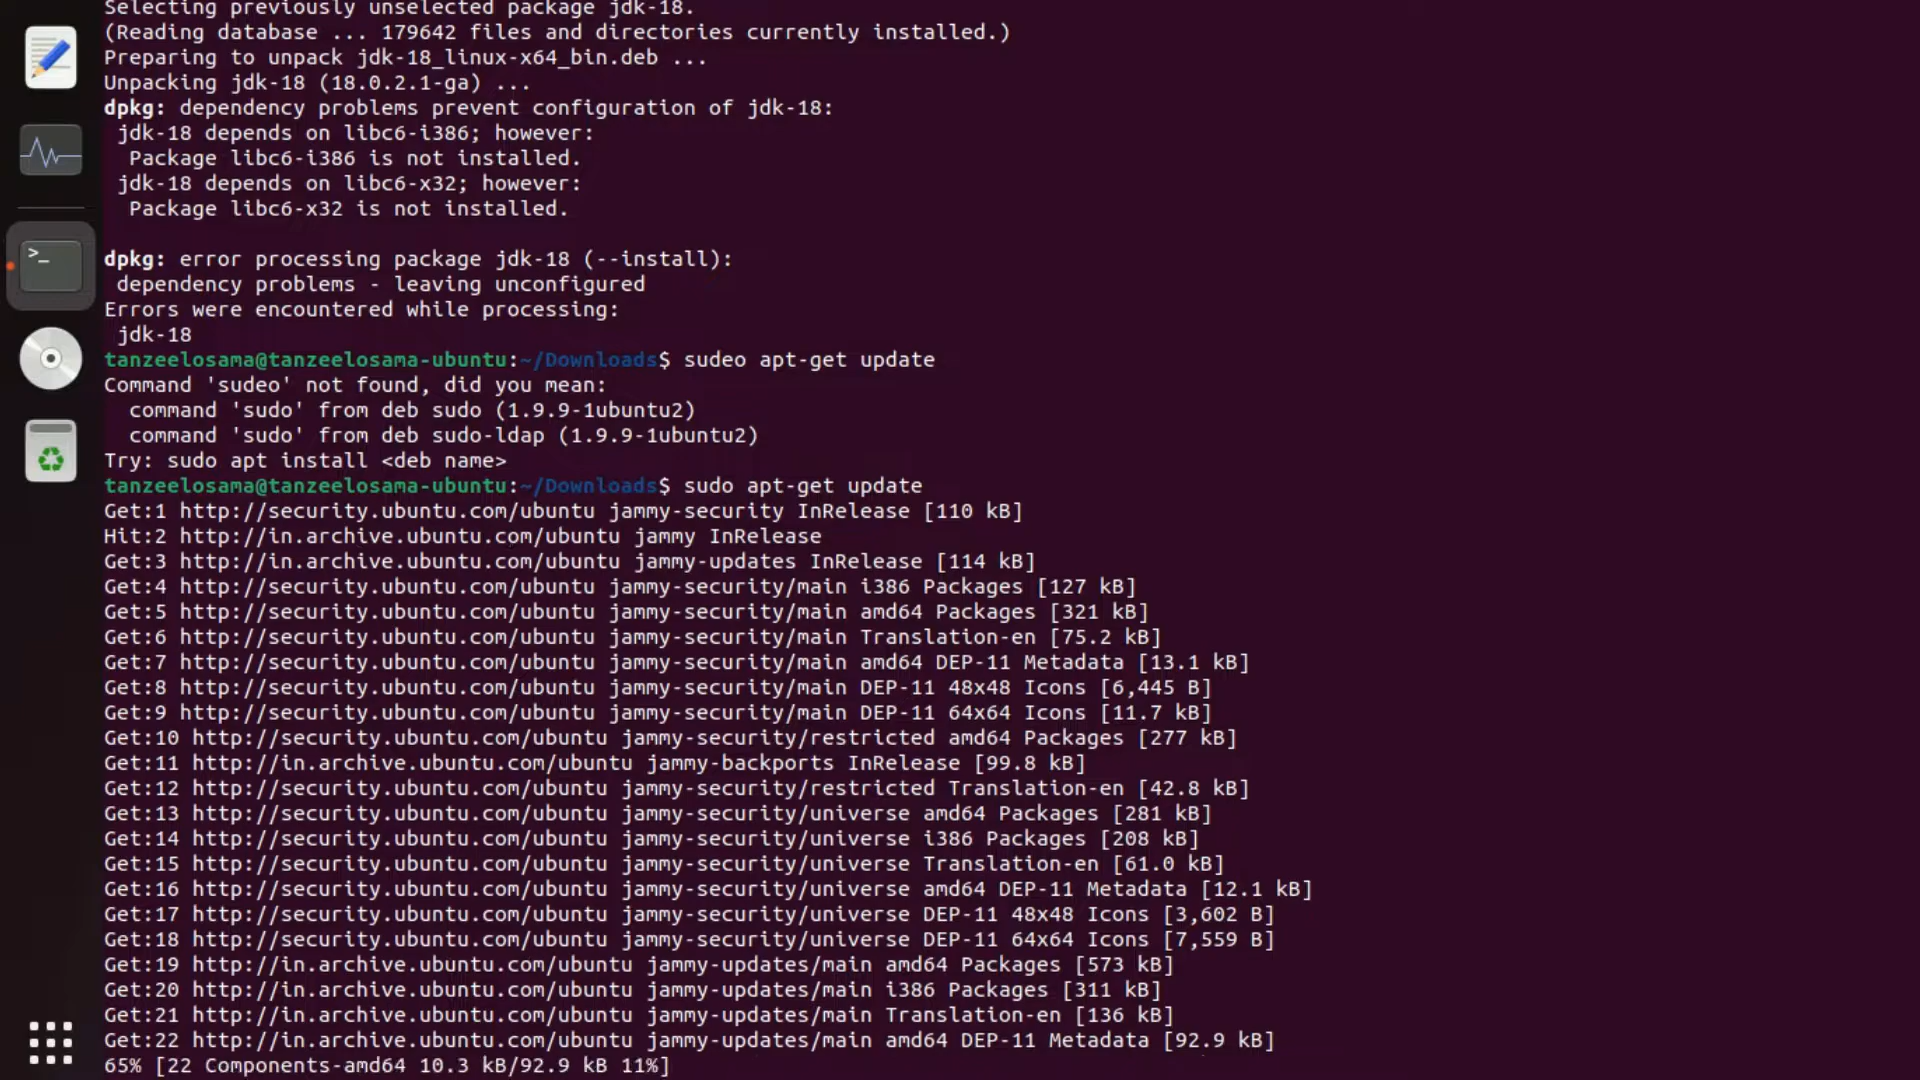 Selecting previously unselected package jdk-18.
(Reading database ... 179642 files and directories currently installed.)
Preparing to unpack jdk-18_linux-x64_bin.deb ...
Unpacking jdk-18 (18.0.2.1-ga) ...
dpkg: dependency problems prevent configuration of jdk-18:
 jdk-18 depends on libc6-i386; however:
  Package libc6-i386 is not installed.
 jdk-18 depends on libc6-x32; however:
  Package libc6-x32 is not installed.
dpkg: error processing package jdk-18 (--install):
 dependency problems - leaving unconfigured
Errors were encountered while processing:
 jdk-18
tanzeelosama@tanzeelosama-ubuntu:~/Downloads$ sudeo apt-get update
Command 'sudeo' not found, did you mean:
  command 'sudo' from deb sudo (1.9.9-1ubuntu2)
  command 'sudo' from deb sudo-ldap (1.9.9-1ubuntu2)
Try: sudo apt install <deb name>
tanzeelosama@tanzeelosama-ubuntu:~/Downloads$ sudo apt-get update
Get:1 http://security.ubuntu.com/ubuntu jammy-security InRelease [110 kB]
Hit:2 http://in.archive.ubuntu.com/ubuntu jammy InRelease
Get:3 http://in.archive.ubuntu.com/ubuntu jammy-updates InRelease [114 kB]
Get:4 http://security.ubuntu.com/ubuntu jammy-security/main i386 Packages [127 kB]
Get:5 http://security.ubuntu.com/ubuntu jammy-security/main amd64 Packages [321 kB]
Get:6 http://security.ubuntu.com/ubuntu jammy-security/main Translation-en [75.2 kB]
Get:7 http://security.ubuntu.com/ubuntu jammy-security/main amd64 DEP-11 Metadata [13.1 kB]
Get:8 http://security.ubuntu.com/ubuntu jammy-security/main DEP-11 48x48 Icons [6,445 B]
Get:9 http://security.ubuntu.com/ubuntu jammy-security/main DEP-11 64x64 Icons [11.7 kB]
Get:10 http://security.ubuntu.com/ubuntu jammy-security/restricted amd64 Packages [277 kB]
Get:11 http://in.archive.ubuntu.com/ubuntu jammy-backports InRelease [99.8 kB]
Get:12 http://security.ubuntu.com/ubuntu jammy-security/restricted Translation-en [42.8 kB]
Get:13 http://security.ubuntu.com/ubuntu jammy-security/universe amd64 Packages [281 kB]
Get:14 http://security.ubuntu.com/ubuntu jammy-security/universe i386 Packages [208 kB]
Get:15 http://security.ubuntu.com/ubuntu jammy-security/universe Translation-en [61.0 kB]
Get:16 http://security.ubuntu.com/ubuntu jammy-security/universe amd64 DEP-11 Metadata [12.1 kB]
Get:17 http://security.ubuntu.com/ubuntu jammy-security/universe DEP-11 48x48 Icons [3,602 B]
Get:18 http://security.ubuntu.com/ubuntu jammy-security/universe DEP-11 64x64 Icons [7,559 B]
Get:19 http://in.archive.ubuntu.com/ubuntu jammy-updates/main amd64 Packages [573 kB]
Get:20 http://in.archive.ubuntu.com/ubuntu jammy-updates/main i386 Packages [311 kB]
Get:21 http://in.archive.ubuntu.com/ubuntu jammy-updates/main Translation-en [136 kB]
Get:22 http://in.archive.ubuntu.com/ubuntu jammy-updates/main amd64 DEP-11 Metadata [92.9 kB]
65% [22 Components-amd64 10.3 kB/92.9 kB 11%]